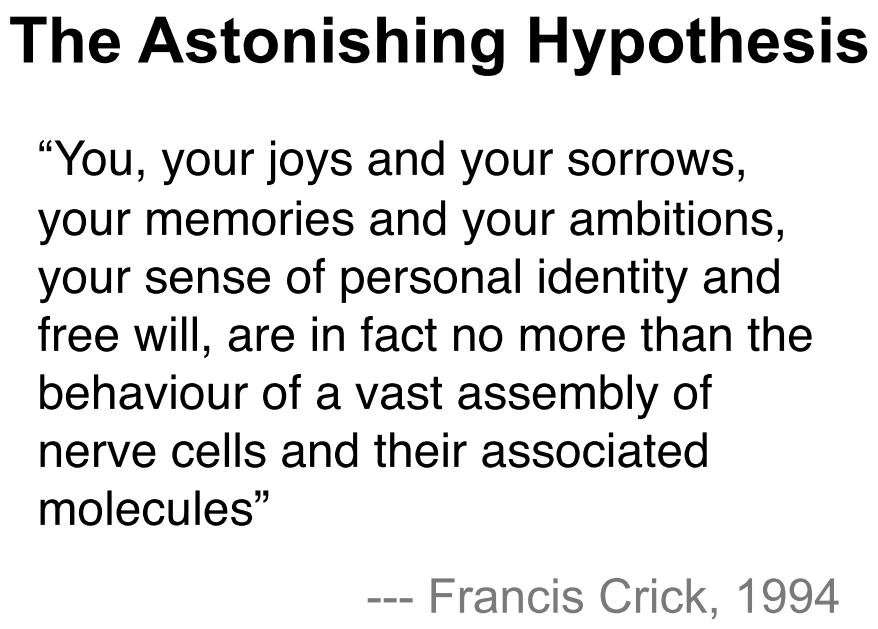 The Astonishing Hypothesis
“You, your joys and your sorrows,
your memories and your ambitions,
your sense of personal identity and
free will, are in fact no more than the
behaviour of a vast assembly of
nerve cells and their associated
molecules”
--- Francis Crick, 1994